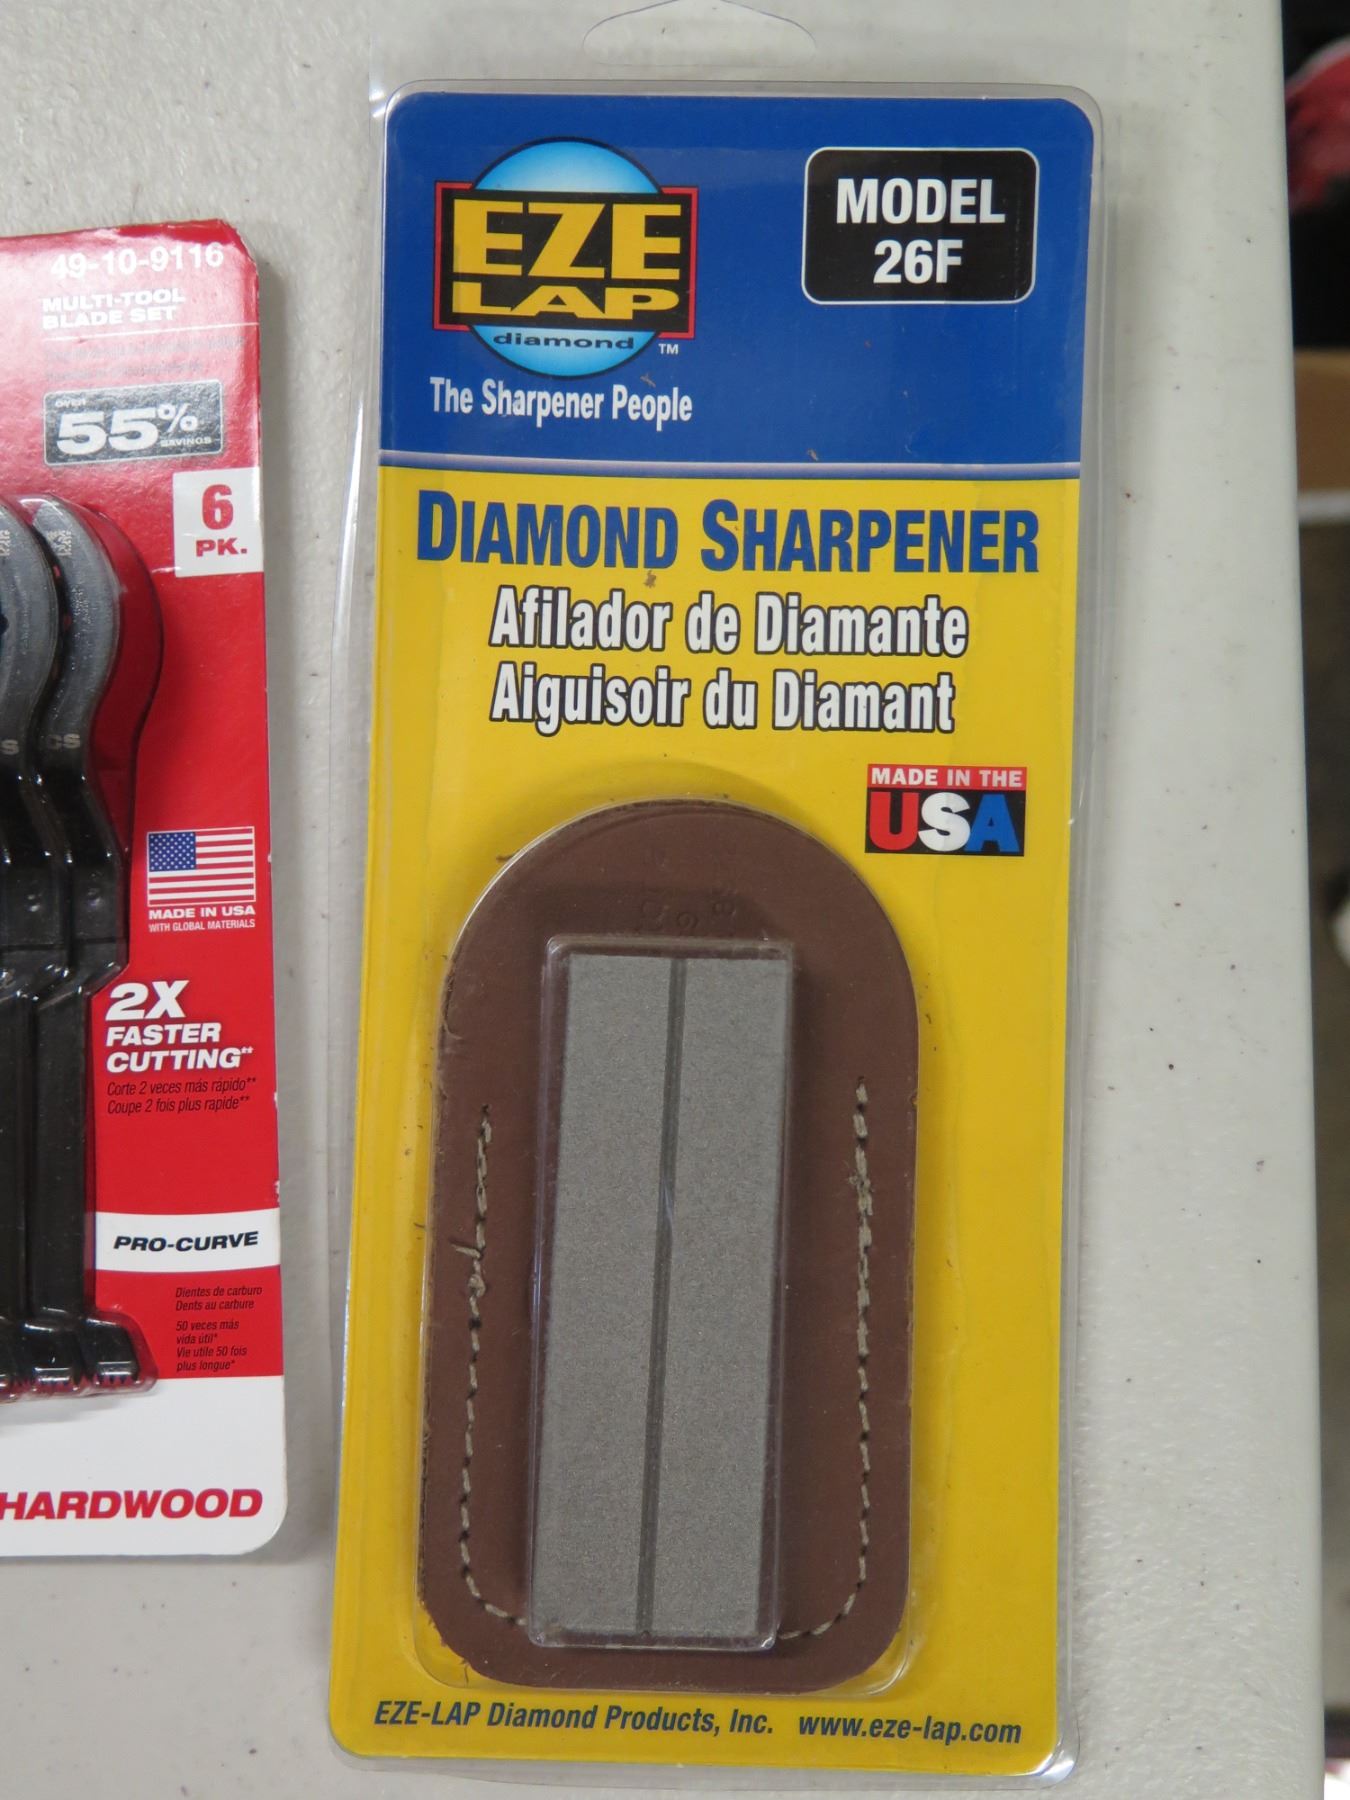 49-10-9116
MULTI-TOOL
BLADE SET
OVER
55%
SAVINGS
6
PK.
MADE IN USA
WITH GLOBAL MATERIALS
2X
FASTER
CUTTING**
Corte 2 veces más rápido**
Coupe 2 fois plus rapide**
PRO-CURVE
Dientes de carburo
Dents au carbure
50 veces más
vida útil*
Vie utile 50 fois
plus longue*
HARDWOOD
EZE
LAP
diamond
TM
The Sharpener People
MODEL
26F
DIAMOND SHARPENER
Afilador de Diamante
Aiguisoir du Diamant
MADE IN THE
USA
EZE-LAP Diamond Products, Inc. www.eze-lap.com